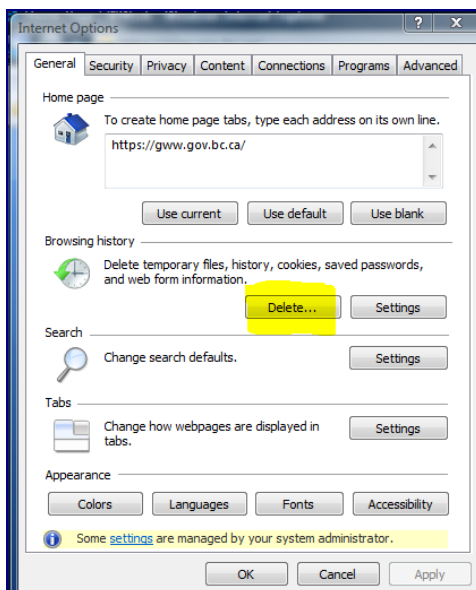 Internet Options
General Security Privacy Content Connections Programs Advanced
Home page
To create home page tabs, type each address on its own line.
https://gww.gov.bc.ca/
Use current Use default Use blank
Browsing history
Delete temporary files, history, cookies, saved passwords,
and web form information.
Delete... Settings
Search
Change search defaults. Settings
Tabs
Change how webpages are displayed in
tabs.
Settings
Appearance
Colors Languages Fonts Accessibility
Some settings are managed by your system administrator.
OK Cancel Apply